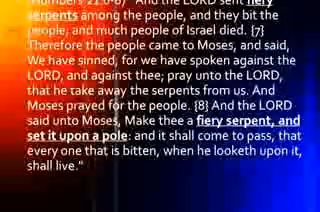 "Numbers 21:6-8) "And the LORD sent fiery
serpents among the people, and they bit the
people; and much people of Israel died. {7}
Therefore the people came to Moses, and said,
We have sinned, for we have spoken against the
LORD, and against thee; pray unto the LORD,
that he take away the serpents from us. And
Moses prayed for the people. {8} And the LORD
said unto Moses, Make thee a fiery serpent, and
set it upon a pole: and it shall come to pass, that
every one that is bitten, when he looketh upon it,
shall live."